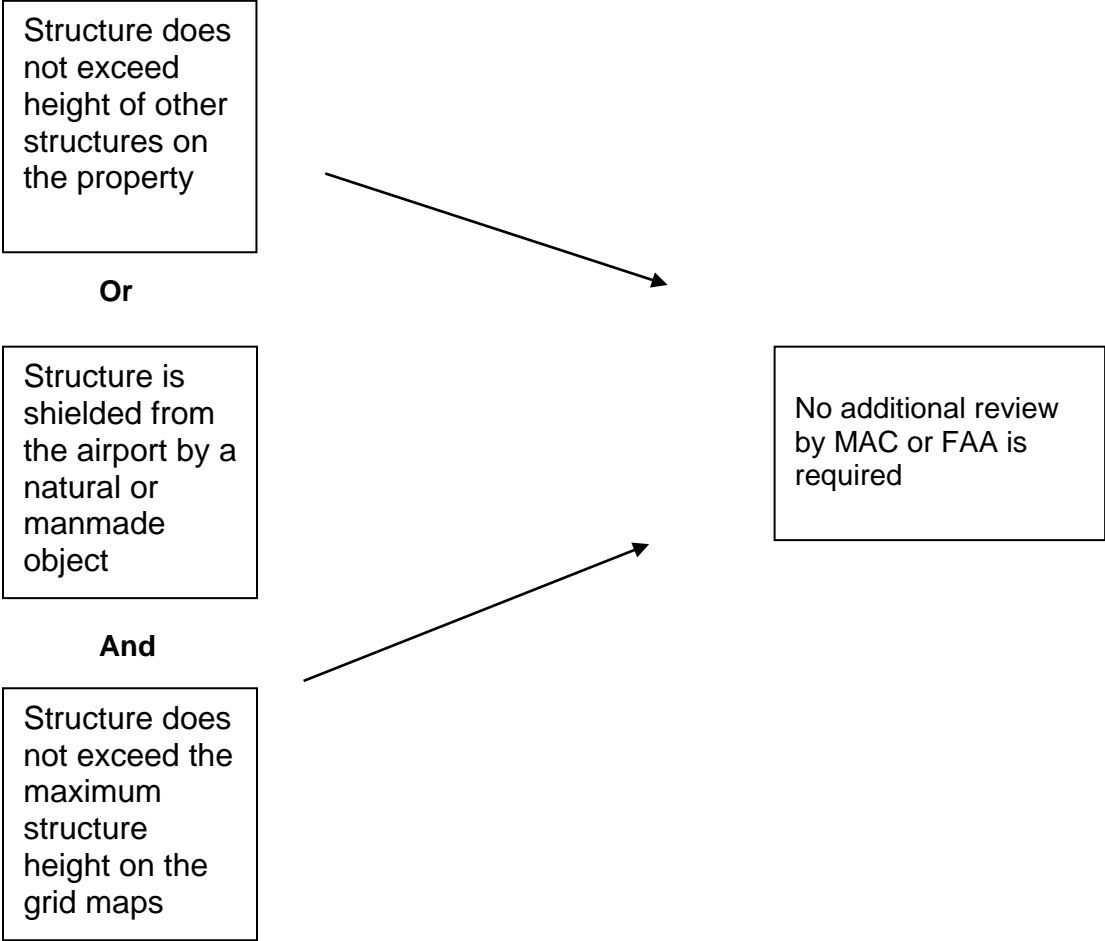 Structure does
not exceed
height of other
structures on
the property
Or
Structure is
shielded from
the airport by a
natural or
manmade
object
And
Structure does
not exceed the
maximum
structure
height on the
grid maps
No additional review
by MAC or FAA is
required